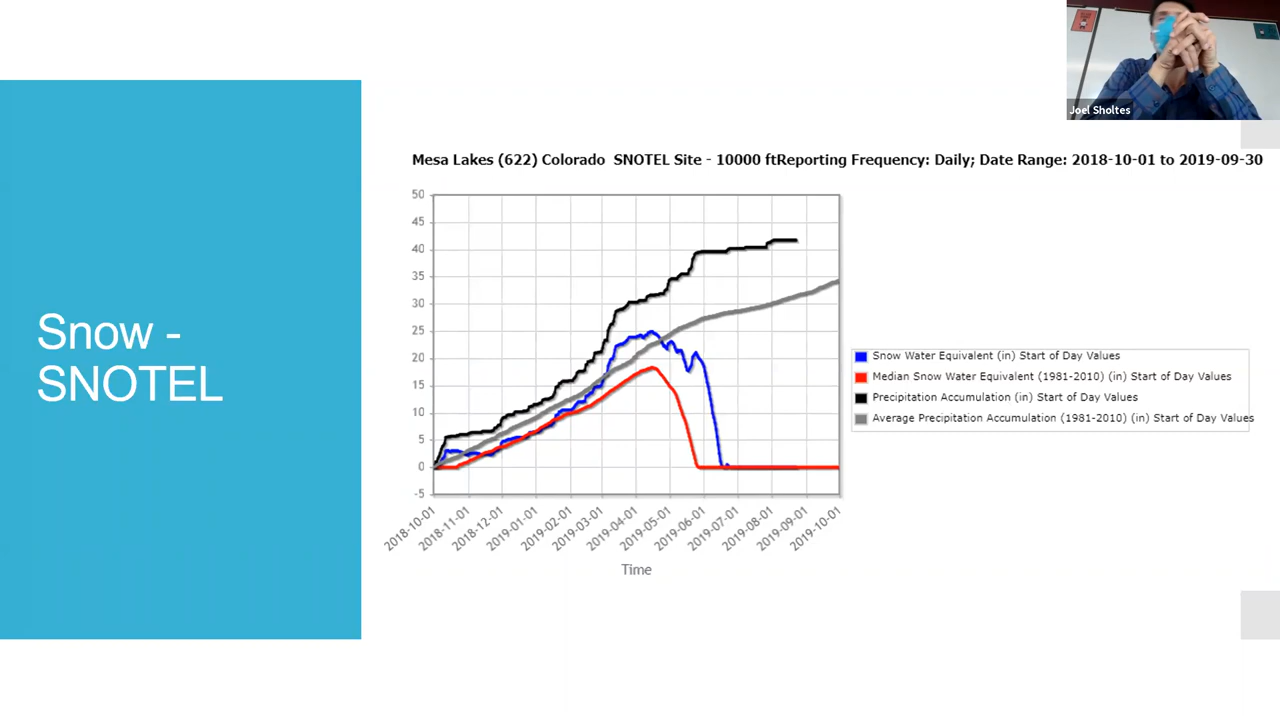 Joel Sholtes
Snow -
SNOTEL
Mesa Lakes (622) Colorado  SNOTEL Site - 10000 ftReporting Frequency: Daily; Date Range: 2018-10-01 to 2019-09-30
50
45
40
35
30
25
20
15
10
5
0
-5
2018-10-01
2018-11-01
2018-12-01
2019-01-01
2019-02-01
2019-03-01
2019-04-01
2019-05-01
2019-06-01
2019-07-01
2019-08-01
2019-09-01
2019-10-01
Time
Snow Water Equivalent (in) Start of Day Values
Median Snow Water Equivalent (1981-2010) (in) Start of Day Values
Precipitation Accumulation (in) Start of Day Values
Average Precipitation Accumulation (1981-2010) (in) Start of Day Values